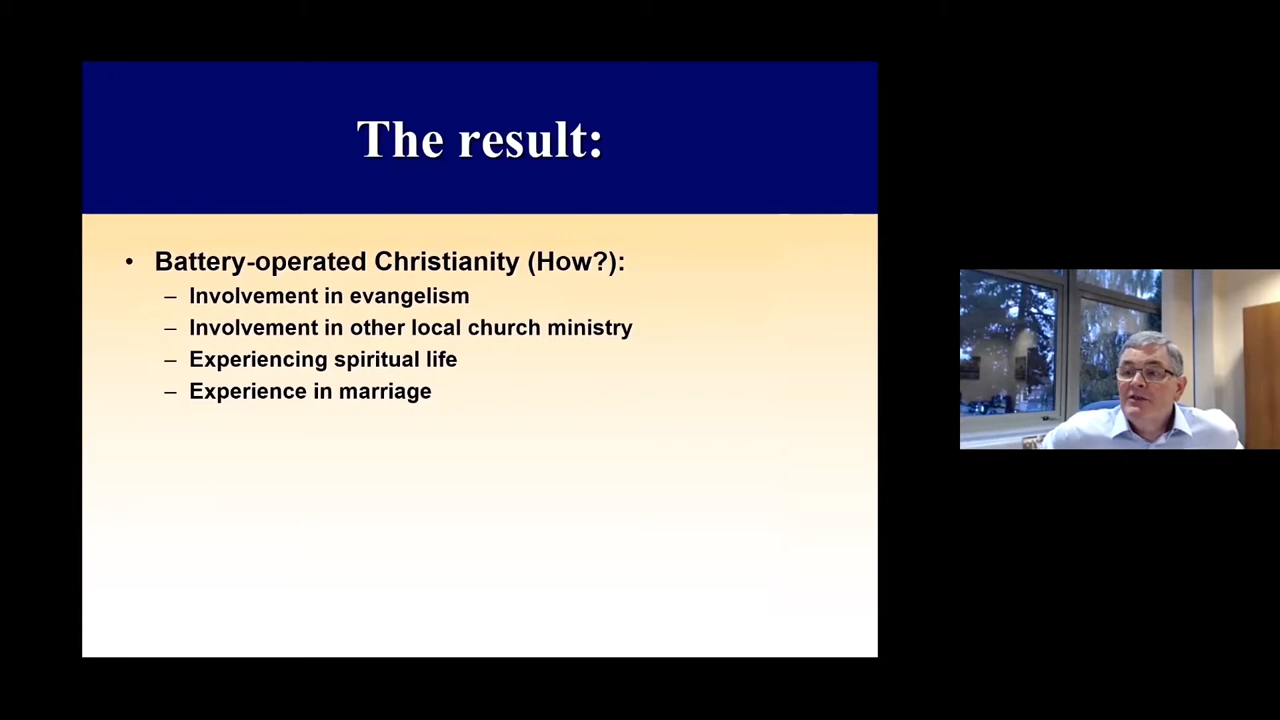 The result:
• Battery-operated Christianity (How?):
– Involvement in evangelism
– Involvement in other local church ministry
– Experiencing spiritual life
– Experience in marriage